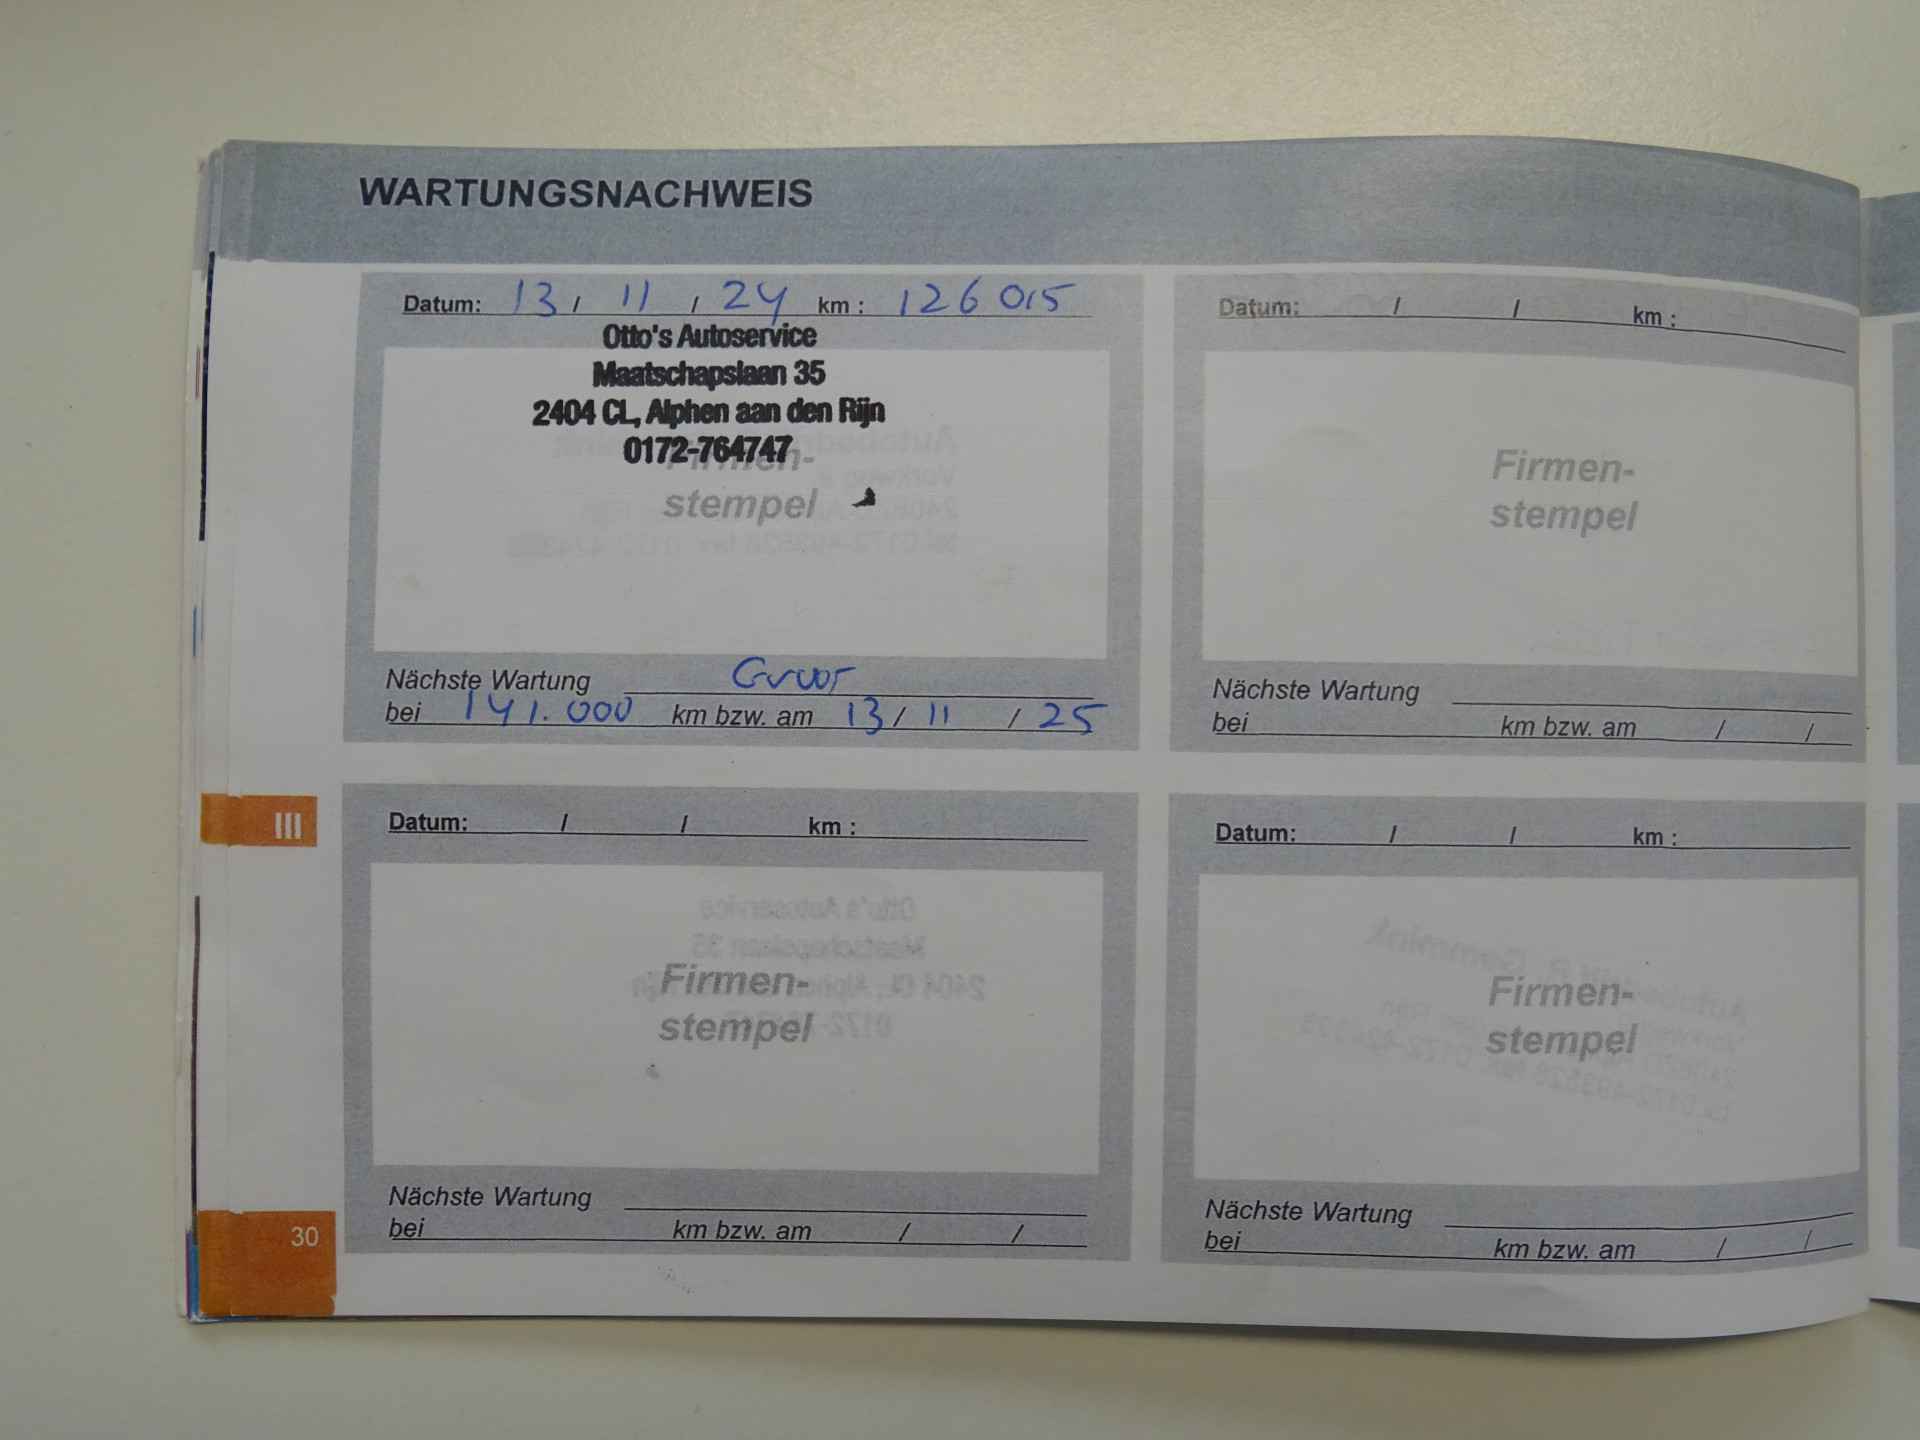 WARTUNGSNACHWEIS
Datum: 13 / 11 / 24 km : 126 015
Otto's Autoservice
Maatschapslaan 35
2404 CL, Alphen aan den Rijn
0172-764747
Firmen-
stempel
Nächste Wartung Groot
bei 141.000 km bzw. am 13 / 11 / 25
Datum: / / km :
Firmen-
stempel
Nächste Wartung
bei km bzw. am / /
III
Datum: / / km :
Firmen-
stempel
Nächste Wartung
bei km bzw. am / /
Datum: / / km :
Firmen-
stempel
Nächste Wartung
bei km bzw. am / /
30